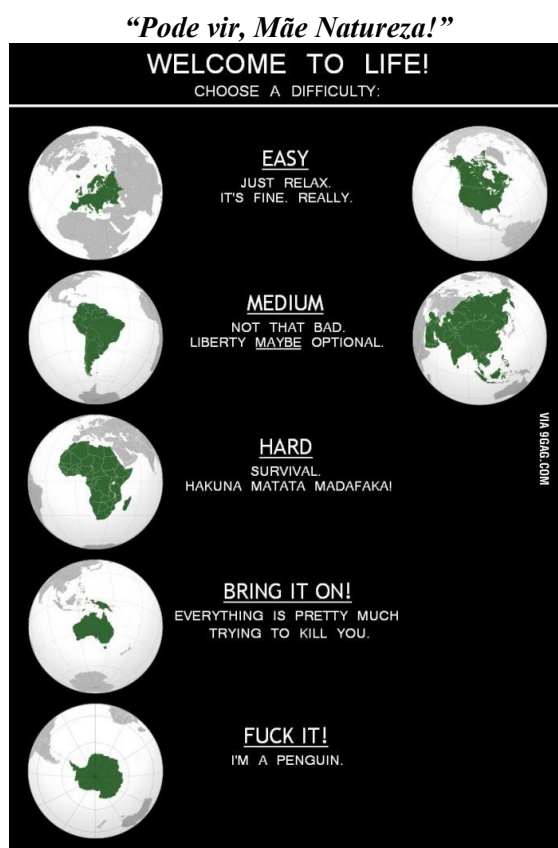 “Pode vir, Mãe Natureza!”
WELCOME TO LIFE!
CHOOSE A DIFFICULTY:
EASY
JUST RELAX.
IT'S FINE. REALLY.
MEDIUM
NOT THAT BAD.
LIBERTY MAYBE OPTIONAL.
HARD
SURVIVAL.
HAKUNA MATATA MADAFAKA!
VIA 9GAG.COM
BRING IT ON!
EVERYTHING IS PRETTY MUCH
TRYING TO KILL YOU.
FUCK IT!
I'M A PENGUIN.